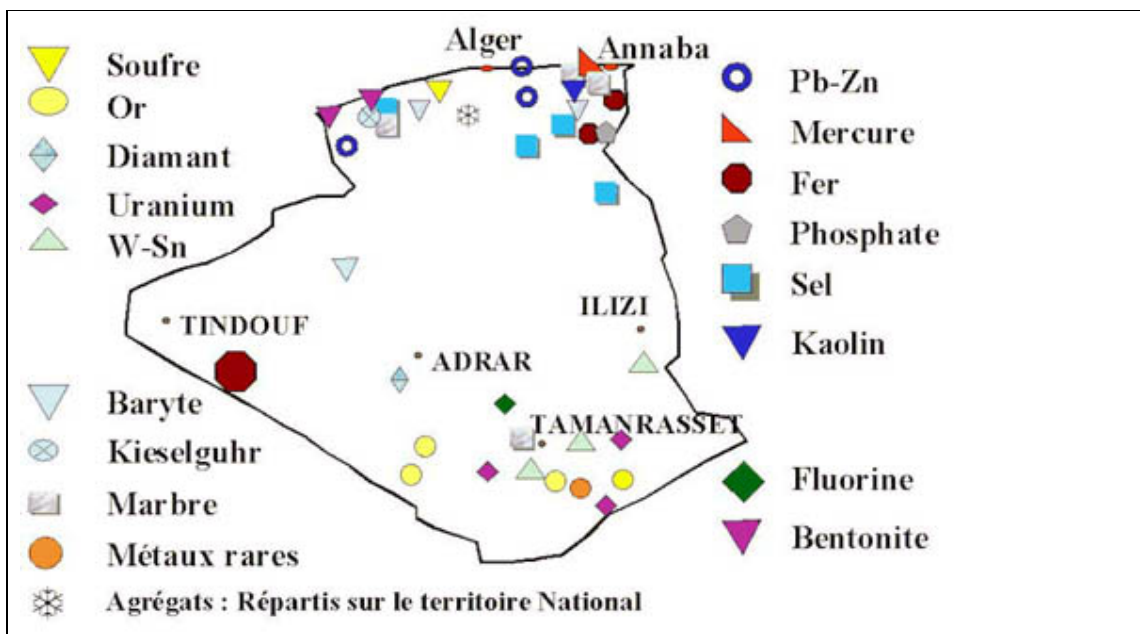 Soufre
Or
Diamant
Uranium
W-Sn
Baryte
Kieselguhr
Marbre
Métaux rares
Agrégats : Répartis sur le territoire National
Alger
Annaba
TINDOUF
ADRAR
ILIZI
TAMANRASSET
Pb-Zn
Mercure
Fer
Phosphate
Sel
Kaolin
Fluorine
Bentonite